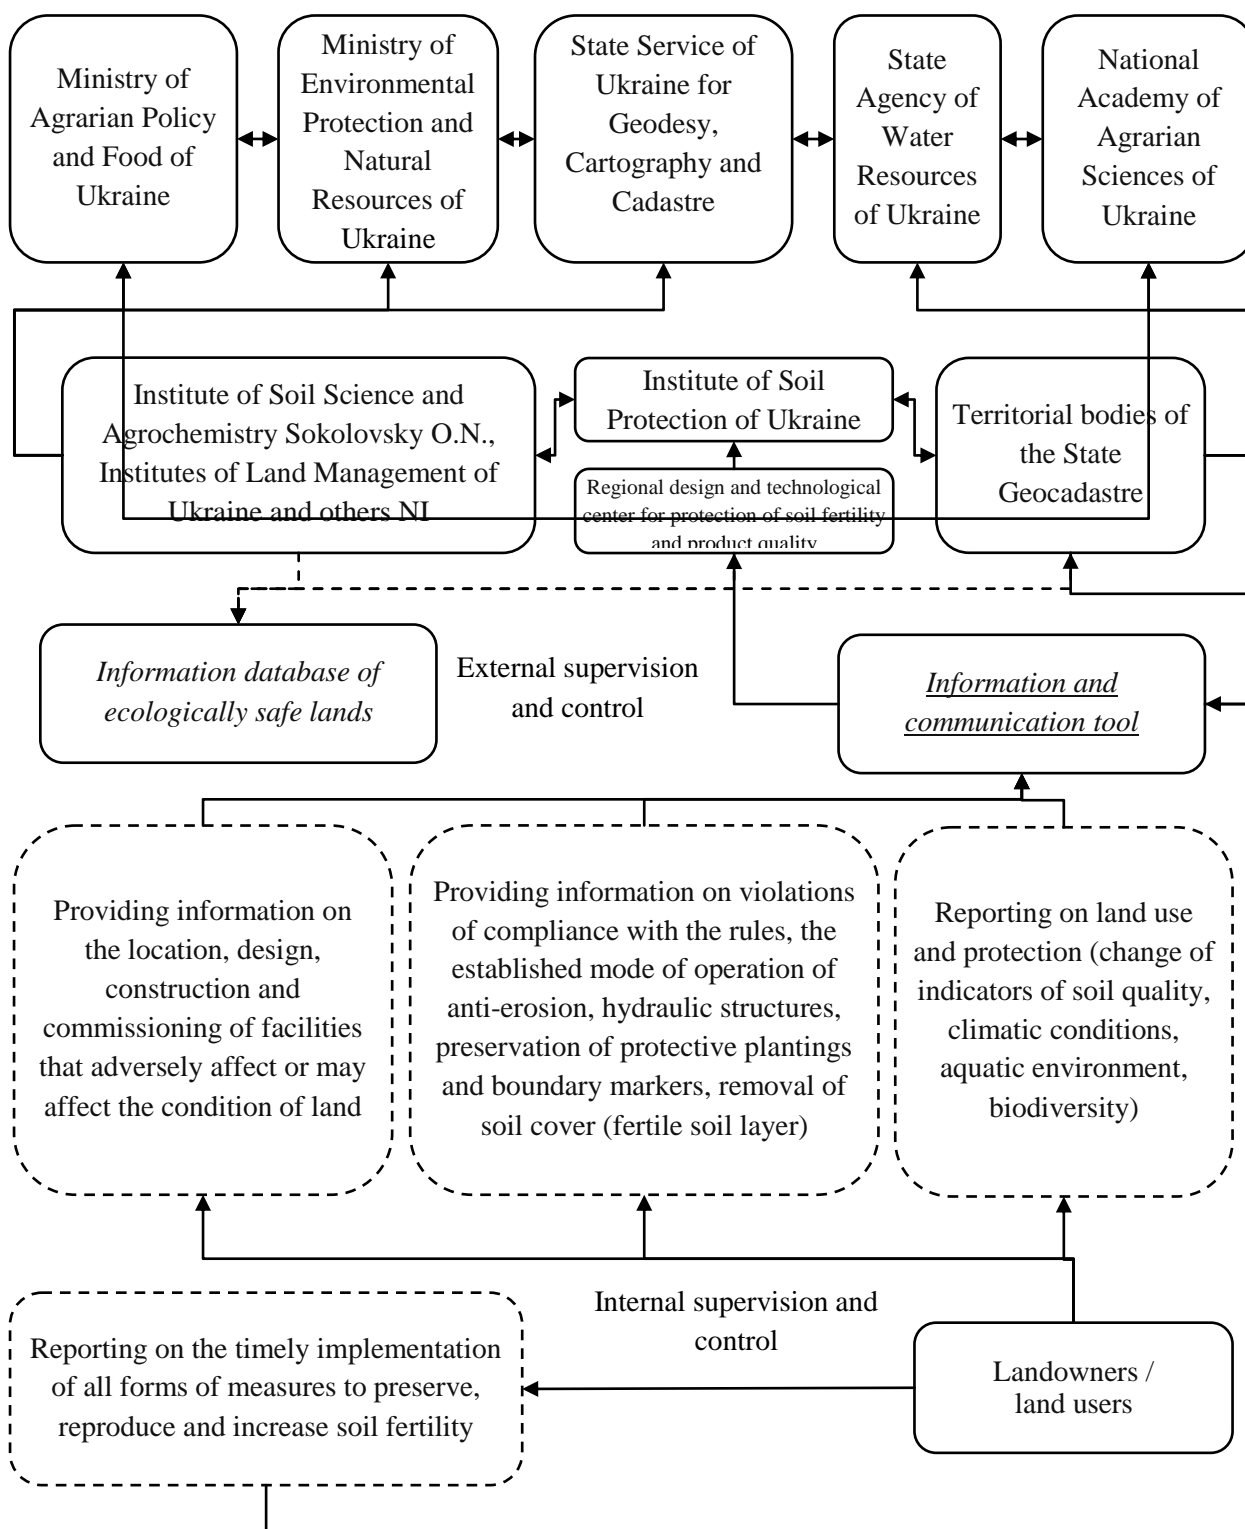 Ministry of
Agrarian Policy
and Food of
Ukraine
Ministry of
Environmental
Protection and
Natural
Resources of
Ukraine
State Service of
Ukraine for
Geodesy,
Cartography and
Cadastre
State
Agency of
Water
Resources
of Ukraine
National
Academy of
Agrarian
Sciences of
Ukraine
Institute of Soil Science and
Agrochemistry Sokolovsky O.N.,
Institutes of Land Management of
Ukraine and others NI
Institute of Soil
Protection of Ukraine
Regional design and technological
center for protection of soil fertility
and product quality
Territorial bodies of
the State
Geocadastre
Information database of
ecologically safe lands
External supervision
and control
Information and
communication tool
Providing information on
the location, design,
construction and
commissioning of facilities
that adversely affect or may
affect the condition of land
Providing information on violations
of compliance with the rules, the
established mode of operation of
anti-erosion, hydraulic structures,
preservation of protective plantings
and boundary markers, removal of
soil cover (fertile soil layer)
Reporting on land use
and protection (change of
indicators of soil quality,
climatic conditions,
aquatic environment,
biodiversity)
Internal supervision and
control
Reporting on the timely implementation
of all forms of measures to preserve,
reproduce and increase soil fertility
Landowners /
land users